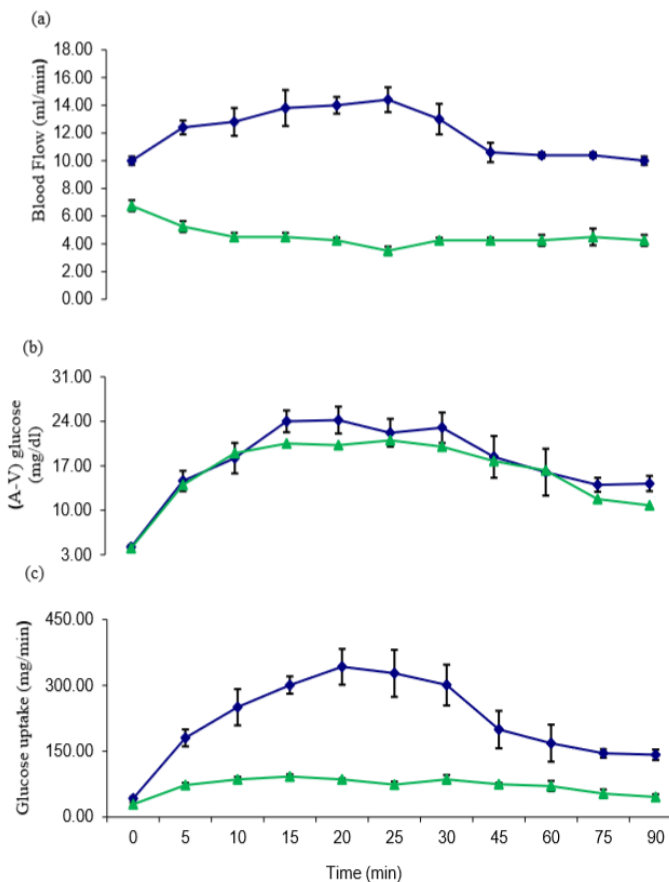 (a)
Blood Flow (ml/min)
18.00
16.00
14.00
12.00
10.00
8.00
6.00
4.00
2.00
0.00
(b)
(A-V) glucose
(mg/dl)
31.00
24.00
17.00
10.00
3.00
(c)
Glucose uptake (mg/min)
450.00
300.00
150.00
0.00
0 5 10 15 20 25 30 45 60 75 90
Time (min)